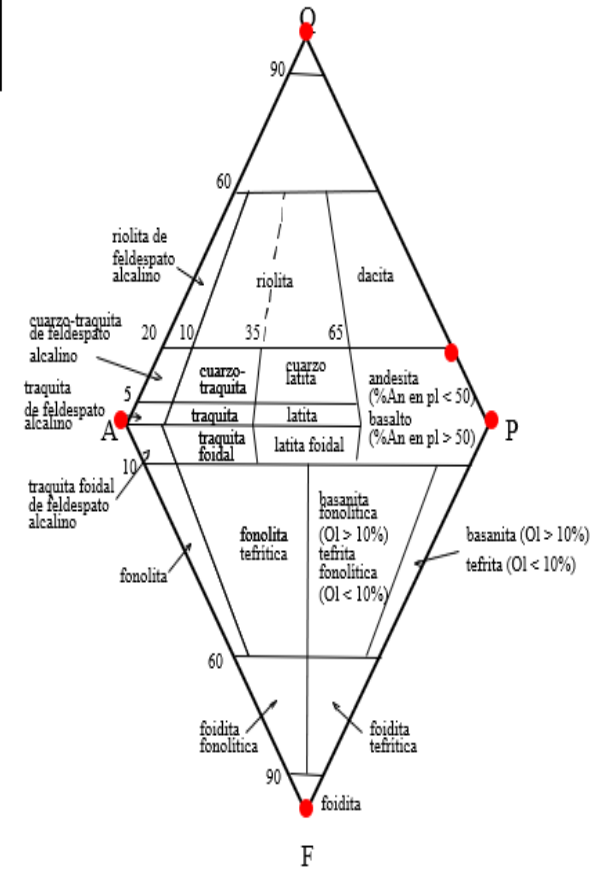 Q
90
60
riolita de
feldespato
alcalino
riolita
dacita
cuarzo-traquita
de feldespato
alcalino
20
10
35
65
cuarzo-
traquita
cuarzo
latita
andesita
(%An en pl < 50)
basalto
(%An en pl > 50)
traquita
de feldespato
alcalino
5
traquita
latita
A
P
traquita
foidal
latita foidal
10
traquita foidal
de feldespato
alcalino
fonolita
fonolita
tefrítica
basanita
fonolítica
(Ol > 10%)
tefrita
fonolítica
(Ol < 10%)
basanita (Ol > 10%)
tefrita (Ol < 10%)
60
foidita
fonolítica
foidita
tefrítica
90
foidita
F